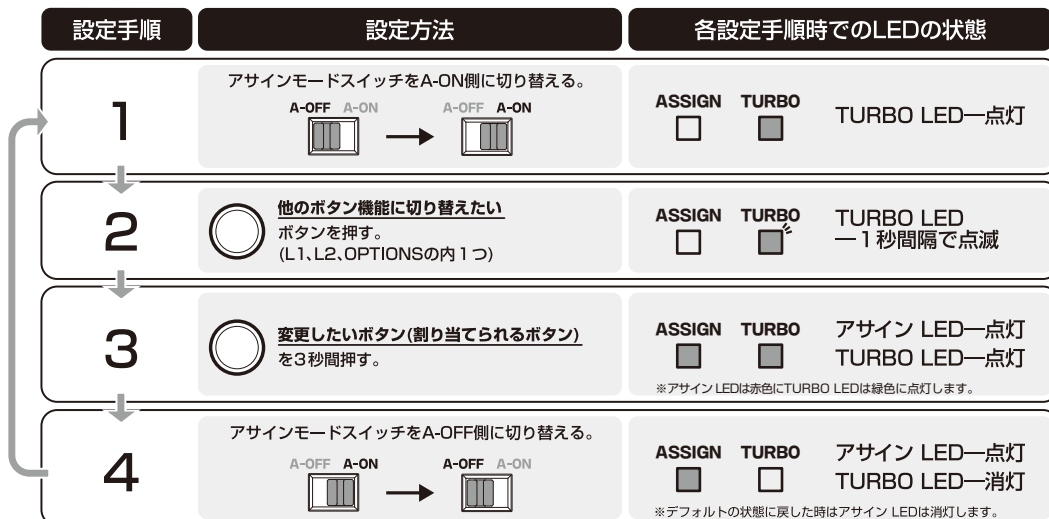 設定手順
設定方法
各設定手順時でのLEDの状態
1
アサインモードスイッチをA-ON側に切り替える。
A-OFF A-ON
A-OFF A-ON
ASSIGN TURBO
TURBO LED—点灯
2
他のボタン機能に切り替えたい
ボタンを押す。
(L1、L2、OPTIONSの内1つ)
ASSIGN TURBO
TURBO LED
—1秒間隔で点滅
3
変更したいボタン(割り当てられるボタン)
を3秒間押す。
ASSIGN TURBO
アサイン LED—点灯
TURBO LED—点灯
※アサイン LEDは赤色にTURBO LEDは緑色に点灯します。
4
アサインモードスイッチをA-OFF側に切り替える。
A-OFF A-ON
A-OFF A-ON
ASSIGN TURBO
アサイン LED—点灯
TURBO LED—消灯
※デフォルトの状態に戻した時はアサイン LEDは消灯します。